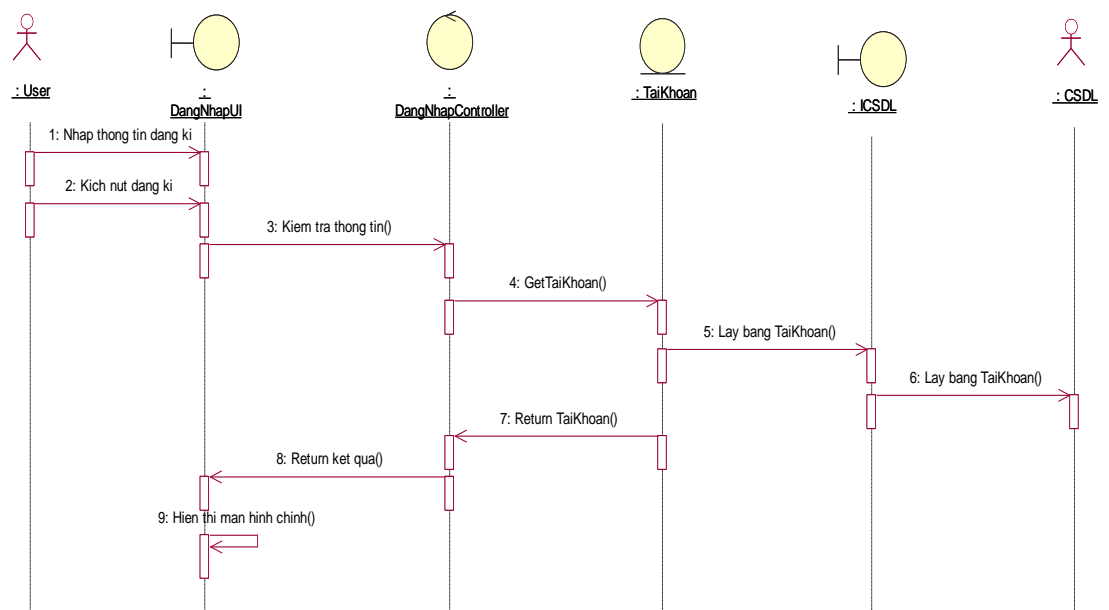 : User
:
DangNhapUI
:
DangNhapController
: TaiKhoan
: ICSDL
: CSDL
1: Nhap thong tin dang ki
2: Kich nut dang ki
3: Kiem tra thong tin()
4: GetTaiKhoan()
5: Lay bang TaiKhoan()
6: Lay bang TaiKhoan()
7: Return TaiKhoan()
8: Return ket qua()
9: Hien thi man hinh chinh()